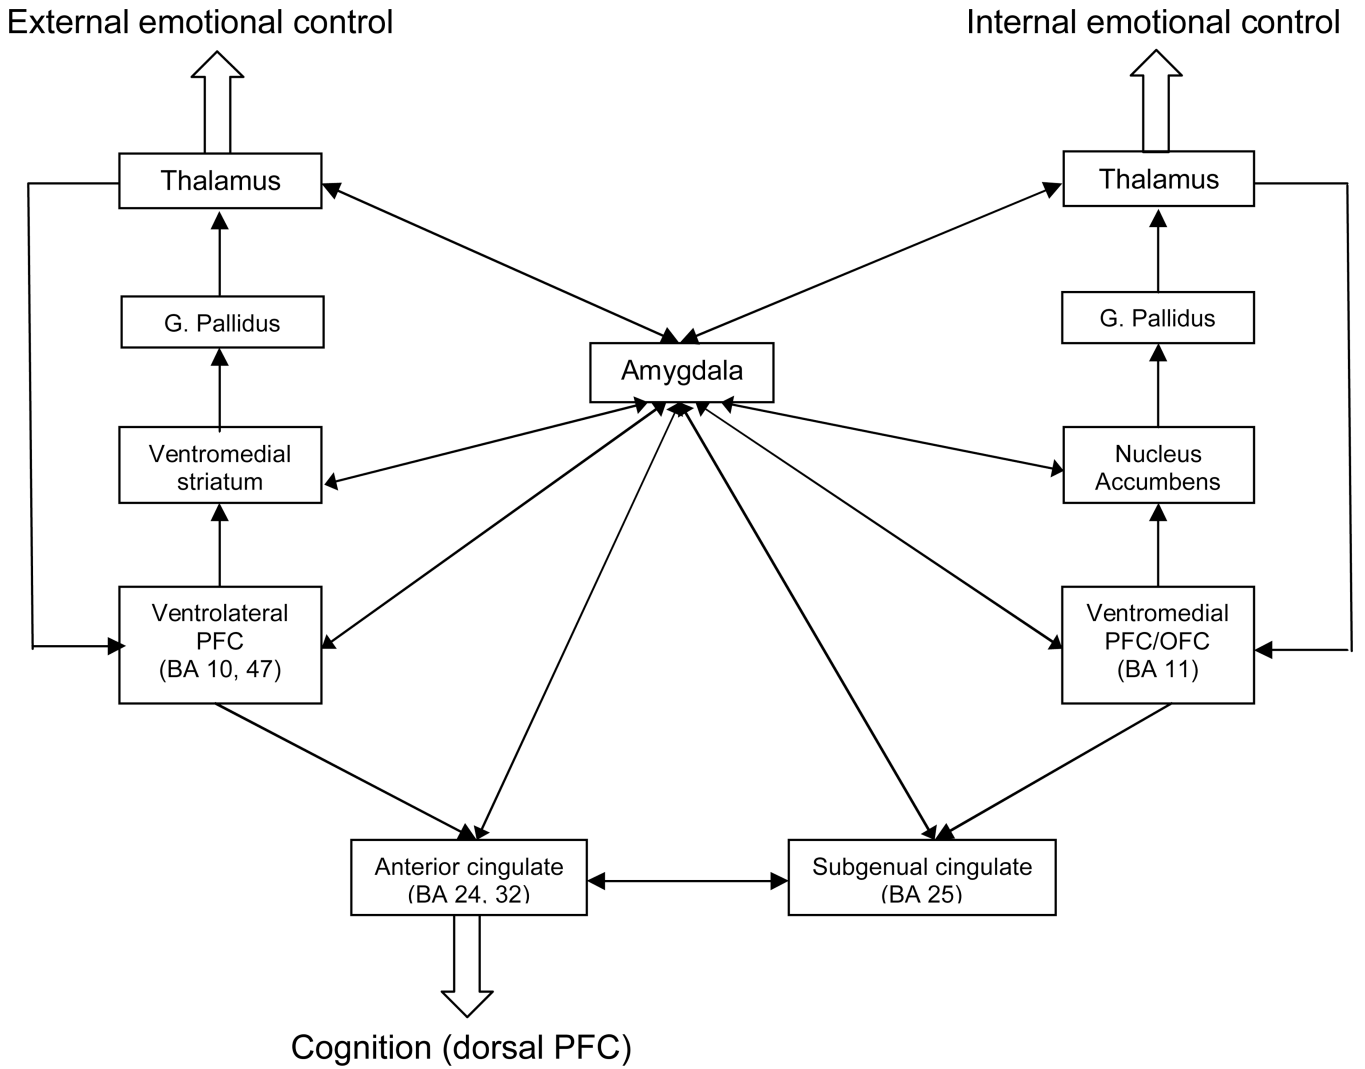 External emotional control
Internal emotional control
Thalamus
Thalamus
G. Pallidus
G. Pallidus
Amygdala
Ventromedial
striatum
Nucleus
Accumbens
Ventrolateral
PFC
(BA 10, 47)
Ventromedial
PFC/OFC
(BA 11)
Anterior cingulate
(BA 24, 32)
Subgenual cingulate
(BA 25)
Cognition (dorsal PFC)